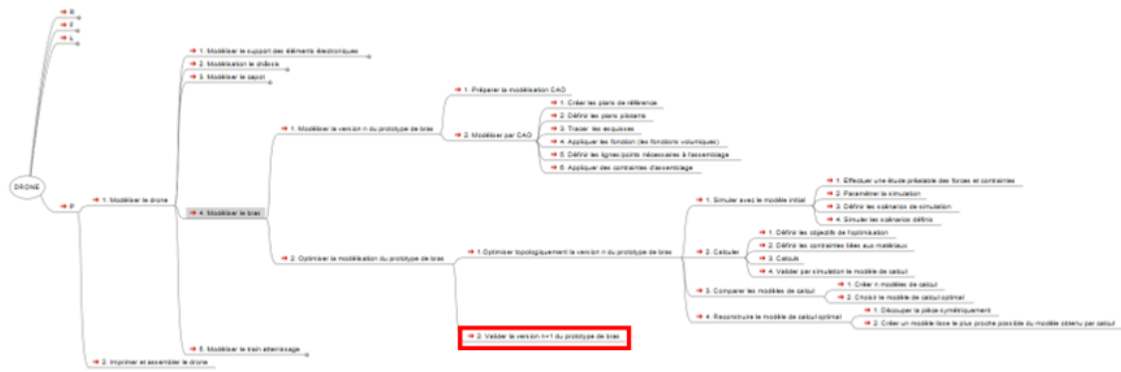 R
F
L
DRONE
P
1. Modéliser le drone
1. Modéliser le support des éléments électroniques
2. Modélisation le châssis
3. Modéliser le capot
4. Modéliser le bras
1. Modéliser la version n du prototype de bras
1. Préparer la modélisation CAO
2. Modéliser par CAO
1. Créer les plans de référence
2. Définir les plans pilotants
3. Tracer les esquisses
4. Appliquer les fonction (les fonctions volumiques)
5. Définir les lignes/points nécessaires à l'assemblage
6. Appliquer des contraintes d'assemblage
2. Optimiser la modélisation du prototype de bras
1.Optimiser topologiquement la version n du prototype de bras
1. Simuler avec le modèle initial
1. Effectuer une étude préalable des forces et contraintes
2. Paramétrer la simulation
3. Définir les scénarios de simulation
4. Simuler les scénarios définis
2. Calculer
1. Définir les objectifs de l'optimisation
2. Définir les contraintes liées aux matériaux
3. Calculs
4. Valider par simulation le modèle de calcul
3. Comparer les modèles de calcul
1. Créer n modèles de calcul
2. Choisir le modèle de calcul optimal
4. Reconstruire le modèle de calcul optimal
1. Découper la pièce symétriquement
2. Créer un modèle lisse le plus proche possible du modèle obtenu par calcul
2. Valider la version n+1 du prototype de bras
5. Modéliser le train atterrissage
2. Imprimer et assembler le drone